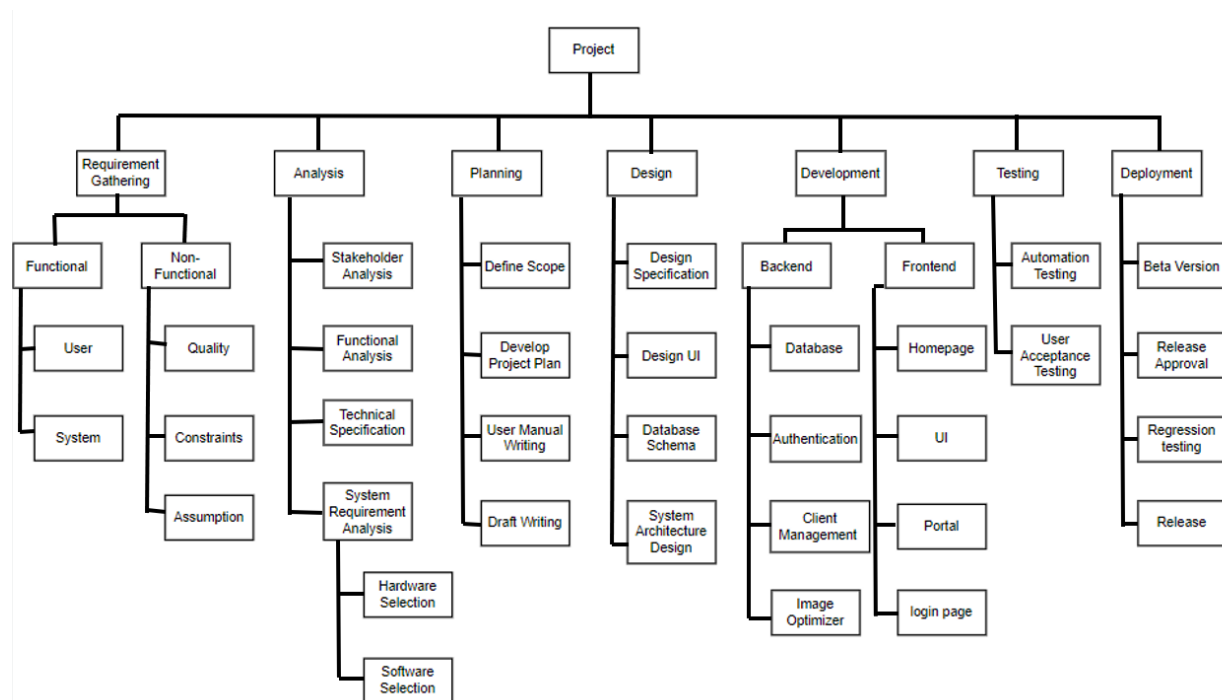 Project
Requirement
Gathering
Analysis
Planning
Design
Development
Testing
Deployment
Functional
Non-
Functional
Stakeholder
Analysis
Define Scope
Design
Specification
Backend
Frontend
Automation
Testing
Beta Version
User
Quality
Functional
Analysis
Develop
Project Plan
Design UI
Database
Homepage
User
Acceptance
Testing
Release
Approval
System
Constraints
Technical
Specification
User Manual
Writing
Database
Schema
Authentication
UI
Regression
testing
Assumption
System
Requirement
Analysis
Draft Writing
System
Architecture
Design
Client
Management
Portal
Release
Hardware
Selection
Image
Optimizer
login page
Software
Selection